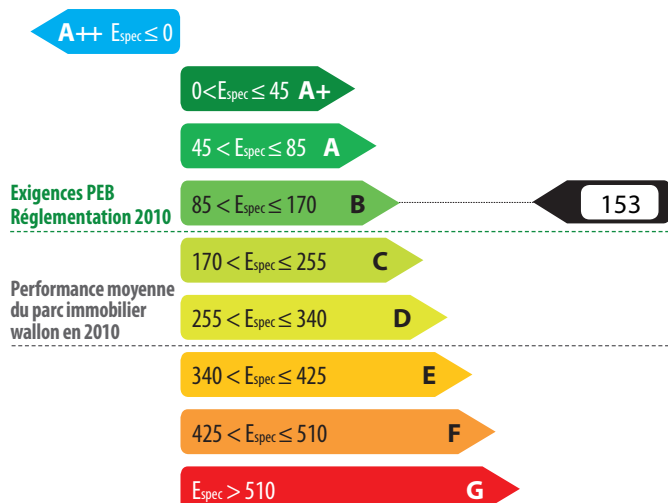 A++ Espec ≤ 0
0<Espec ≤ 45 A+
45 < Espec ≤ 85 A
Exigences PEB
Réglementation 2010
85 < Espec ≤ 170 B
153
170 < Espec ≤ 255 C
Performance moyenne
du parc immobilier
wallon en 2010
255 < Espec ≤ 340 D
340 < Espec ≤ 425 E
425 < Espec ≤ 510 F
Espec > 510 G